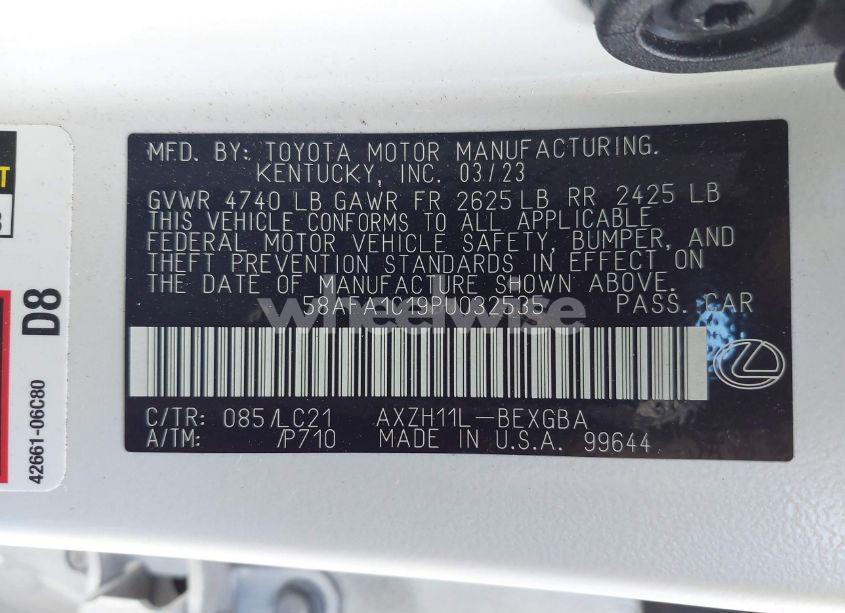 MFD. BY: TOYOTA MOTOR MANUFACTURING.
KENTUCKY, INC. 03/23
GVWR 4740 LB GAWR FR 2625 LB RR 2425 LB
THIS VEHICLE CONFORMS TO ALL APPLICABLE
FEDERAL MOTOR VEHICLE SAFETY, BUMPER, AND
THEFT PREVENTION STANDARDS IN EFFECT ON
THE DATE OF MANUFACTURE SHOWN ABOVE.
58AFA1C19PU032535 PASS. CAR
wheelwise
C/TR: 085/LC21 AXZH11L-BEXGBA
A/TM: /P710 MADE IN U.S.A. 99644
D8
42661-06C80